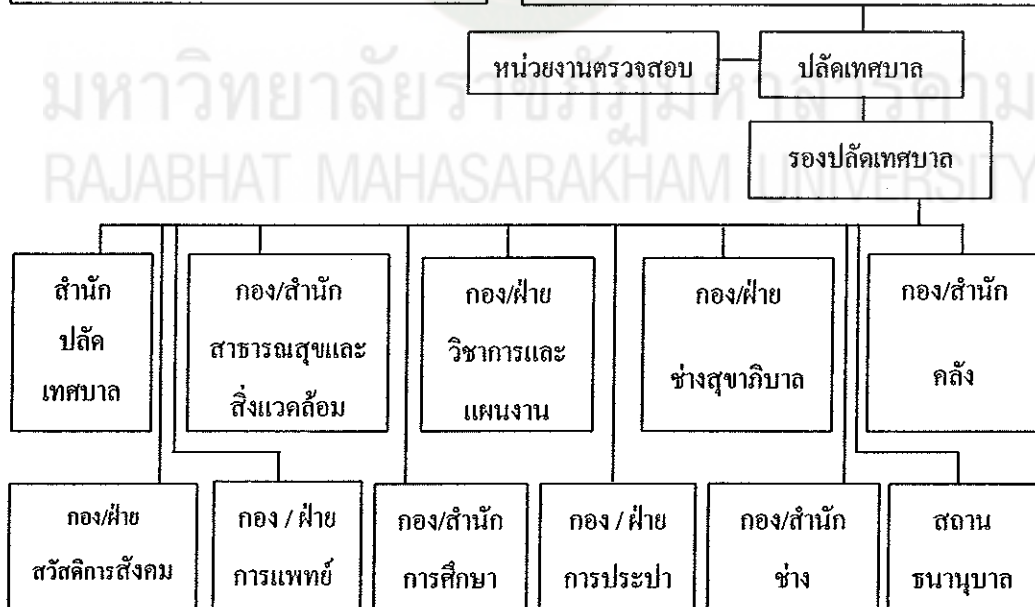 หน่วยงานตรวจสอบ
ปลัดเทศบาล
มหาวิทยาลัยราชภัฏมหาสารคาม
RAJABHAT MAHASARAKHAM UNIVERSITY
รองปลัดเทศบาล
สำนัก
ปลัด
เทศบาล
กอง/สำนัก
สาธารณสุขและ
สิ่งแวดล้อม
กอง/ฝ่าย
วิชาการและ
แผนงาน
กอง/ฝ่าย
ช่างสุขาภิบาล
กอง/สำนัก
คลัง
กอง/ฝ่าย
สวัสดิการสังคม
กอง / ฝ่าย
การแพทย์
กอง/สำนัก
การศึกษา
กอง / ฝ่าย
การประปา
กอง/สำนัก
ช่าง
สถาน
ธนานุบาล